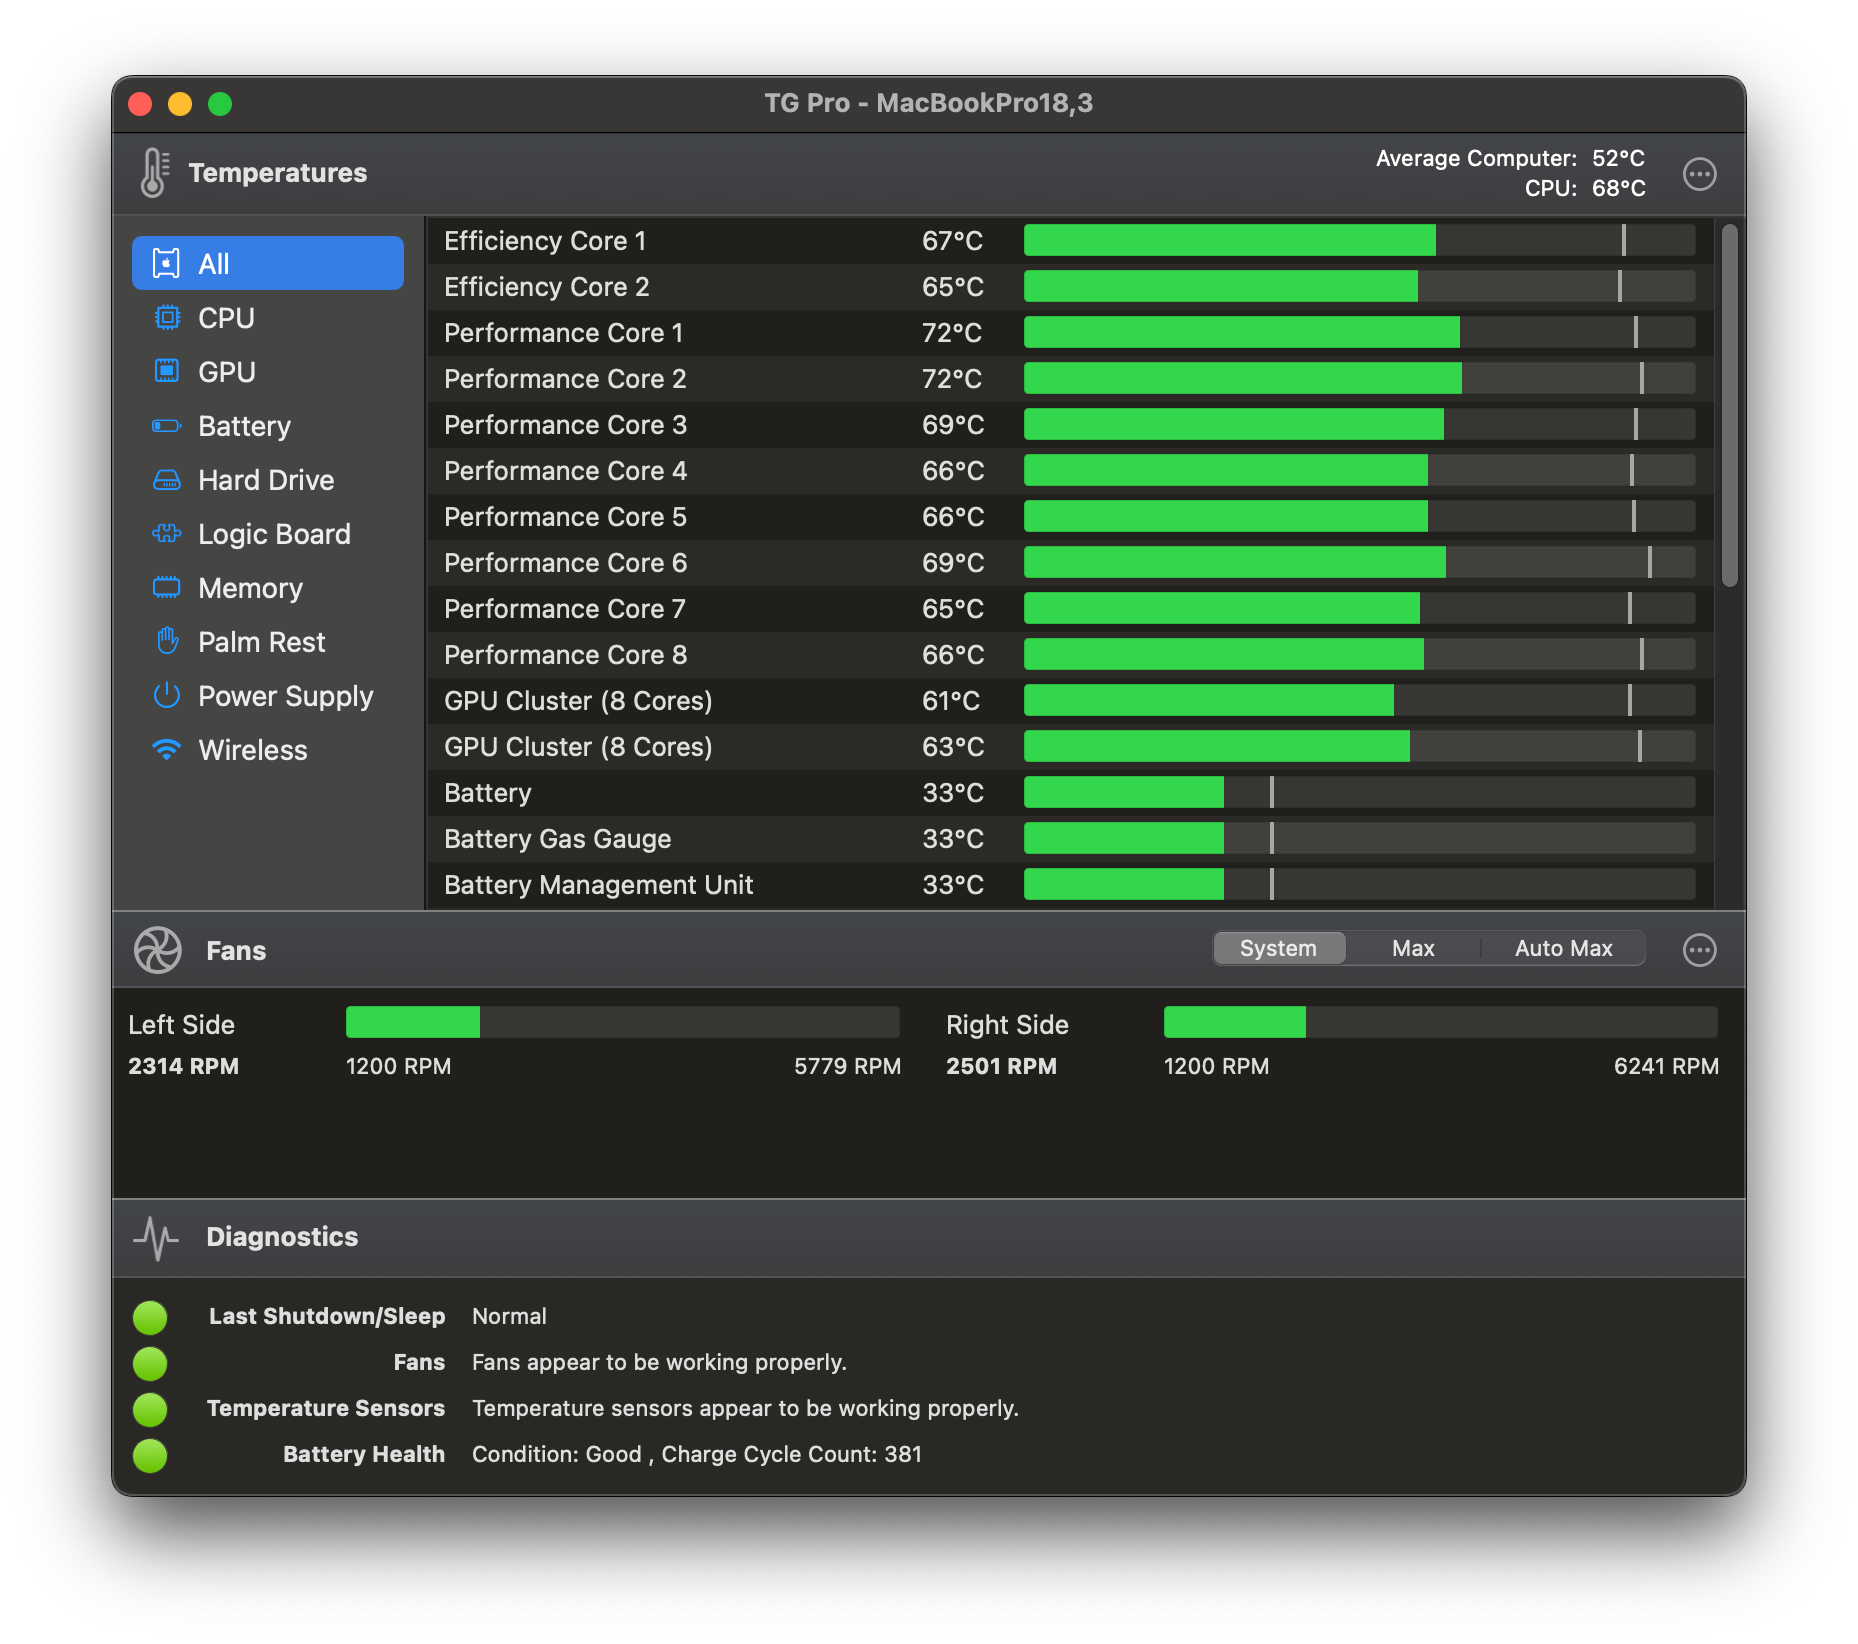 TG Pro - MacBookPro18,3
Temperatures
Average Computer: 52°C
CPU: 68°C
All
CPU
GPU
Battery
Hard Drive
Logic Board
Memory
Palm Rest
Power Supply
Wireless
Efficiency Core 1 67°C
Efficiency Core 2 65°C
Performance Core 1 72°C
Performance Core 2 72°C
Performance Core 3 69°C
Performance Core 4 66°C
Performance Core 5 66°C
Performance Core 6 69°C
Performance Core 7 65°C
Performance Core 8 66°C
GPU Cluster (8 Cores) 61°C
GPU Cluster (8 Cores) 63°C
Battery 33°C
Battery Gas Gauge 33°C
Battery Management Unit 33°C
Fans
System Max Auto Max
Left Side
2314 RPM 1200 RPM 5779 RPM
Right Side
2501 RPM 1200 RPM 6241 RPM
Diagnostics
Last Shutdown/Sleep Normal
Fans Fans appear to be working properly.
Temperature Sensors Temperature sensors appear to be working properly.
Battery Health Condition: Good , Charge Cycle Count: 381